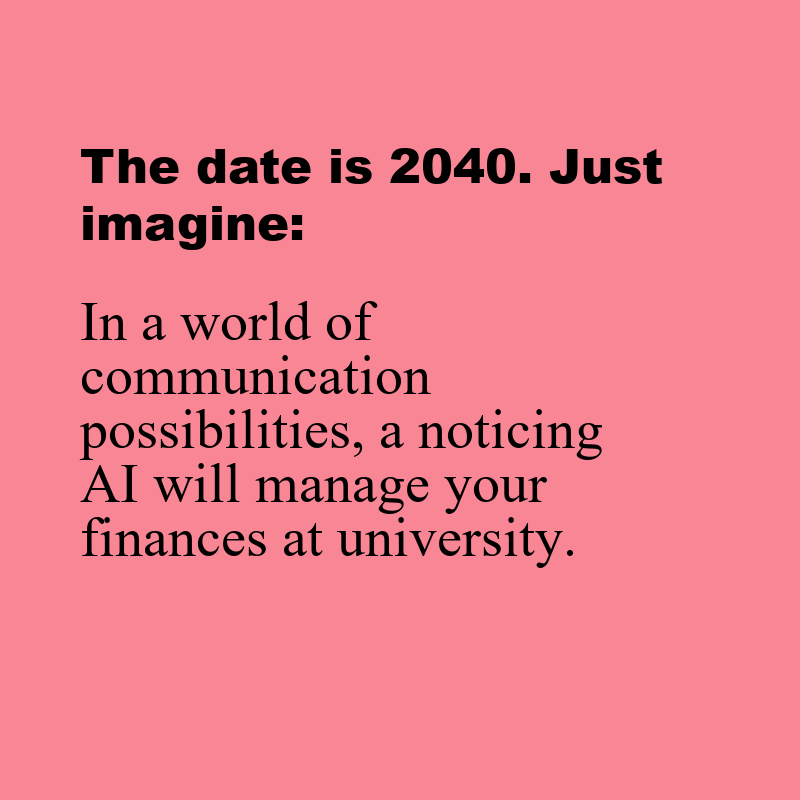 The date is 2040. Just
imagine:
In a world of
communication
possibilities, a noticing
AI will manage your
finances at university.